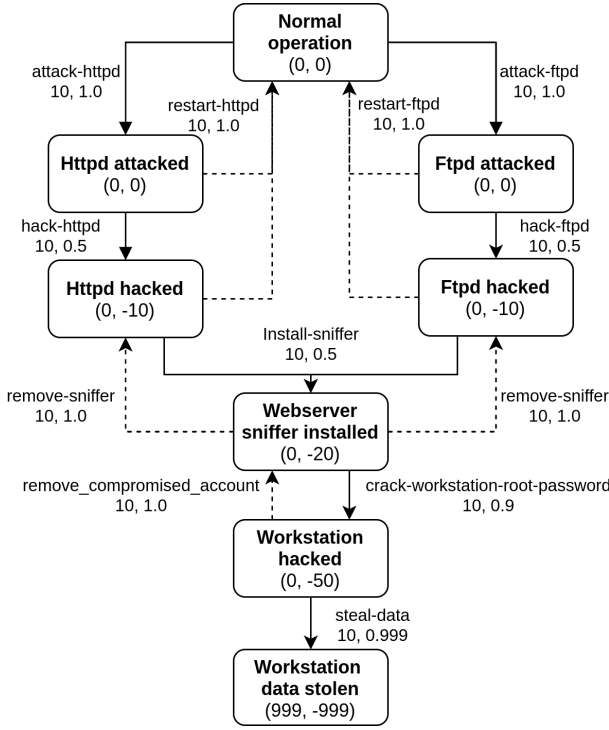 Normal
operation
(0, 0)
attack-httpd
10, 1.0
attack-ftpd
10, 1.0
restart-httpd
10, 1.0
restart-ftpd
10, 1.0
Httpd attacked
(0, 0)
Ftpd attacked
(0, 0)
hack-httpd
10, 0.5
hack-ftpd
10, 0.5
Httpd hacked
(0, -10)
Ftpd hacked
(0, -10)
Install-sniffer
10, 0.5
remove-sniffer
10, 1.0
remove-sniffer
10, 1.0
Webserver
sniffer installed
(0, -20)
remove_compromised_account
10, 1.0
crack-workstation-root-password
10, 0.9
Workstation
hacked
(0, -50)
steal-data
10, 0.999
Workstation
data stolen
(999, -999)